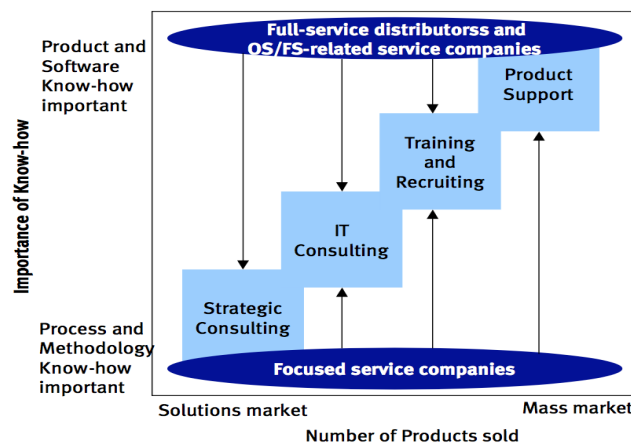 Full-service distributorss and
OS/FS-related service companies
Product and
Software
Know-how
important
Product
Support
Training
and
Recruiting
IT
Consulting
Strategic
Consulting
Importance of Know-how
Process and
Methodology
Know-how
important
Focused service companies
Solutions market
Mass market
Number of Products sold